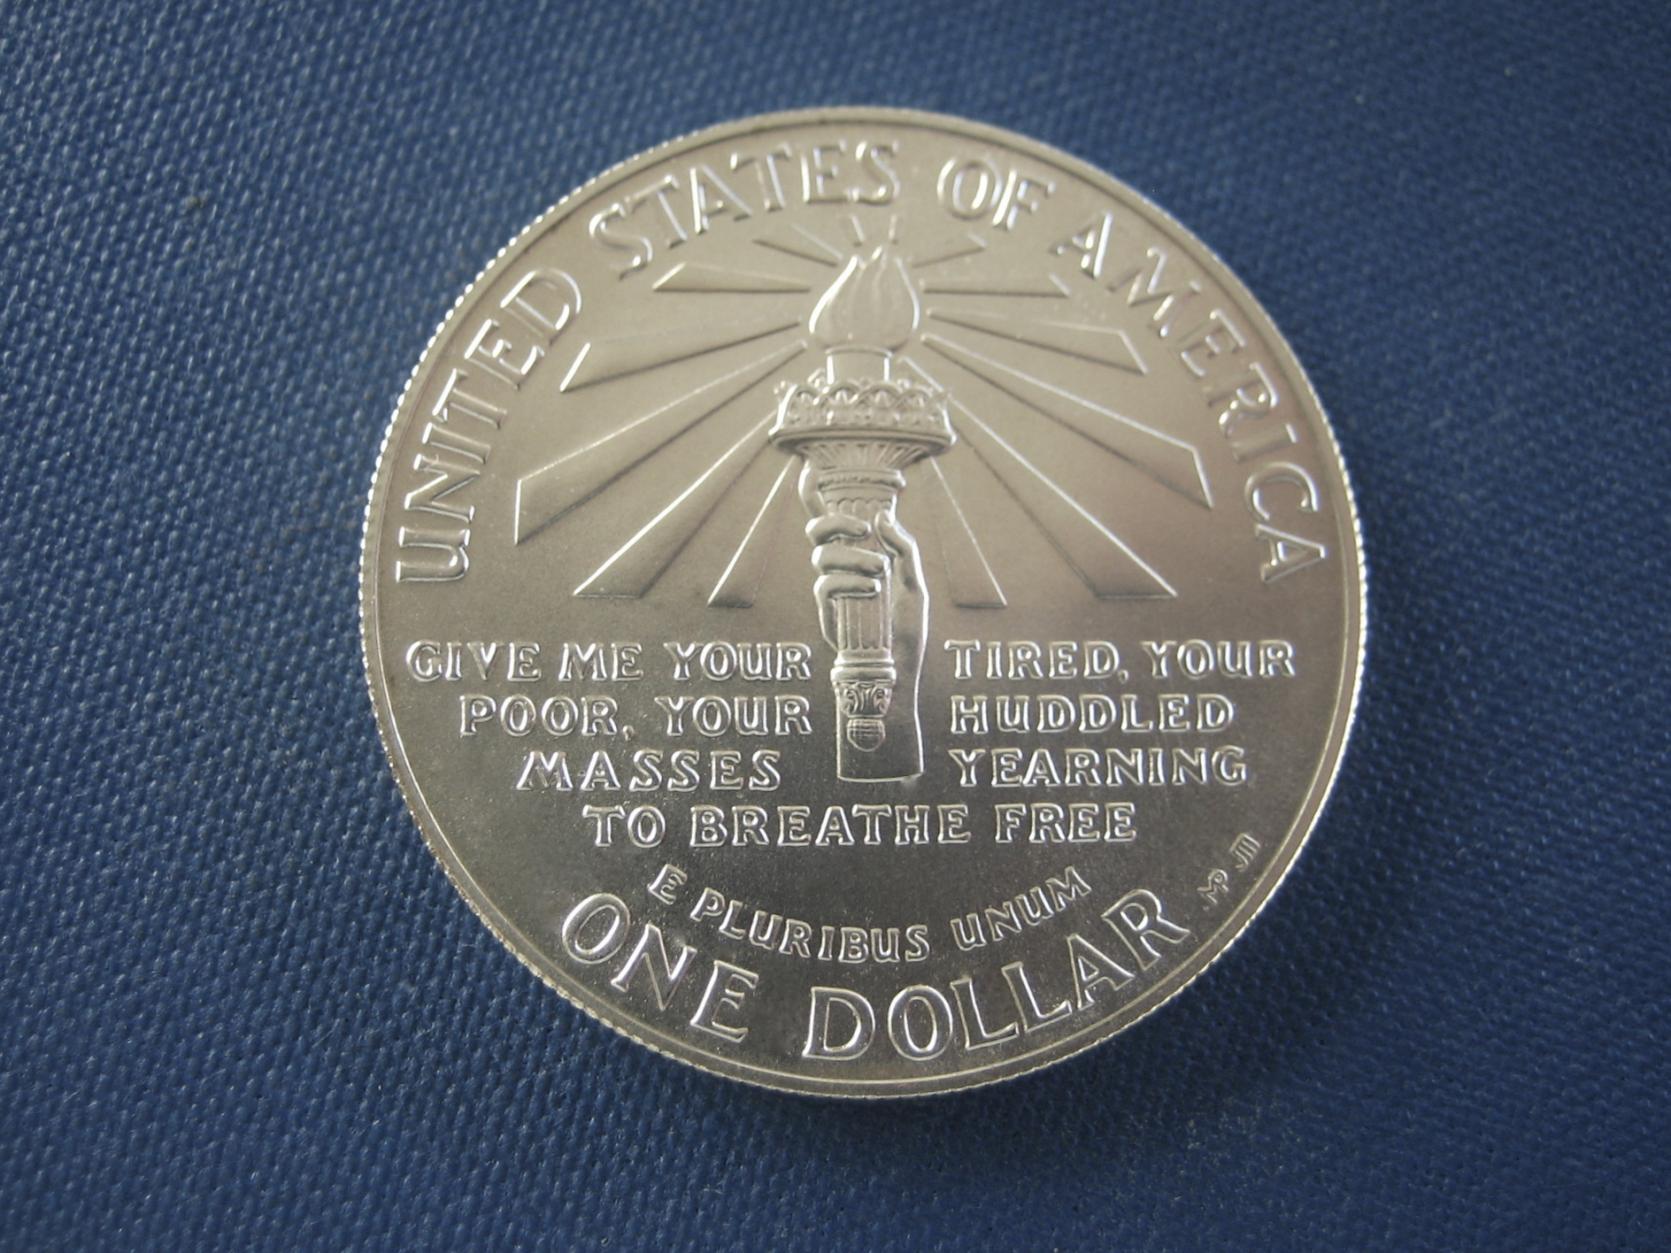 UNITED STATES OF AMERICA
GIVE ME YOUR TIRED, YOUR
POOR, YOUR HUDDLED
MASSES YEARNING
TO BREATHE FREE
E PLURIBUS UNUM
ONE DOLLAR